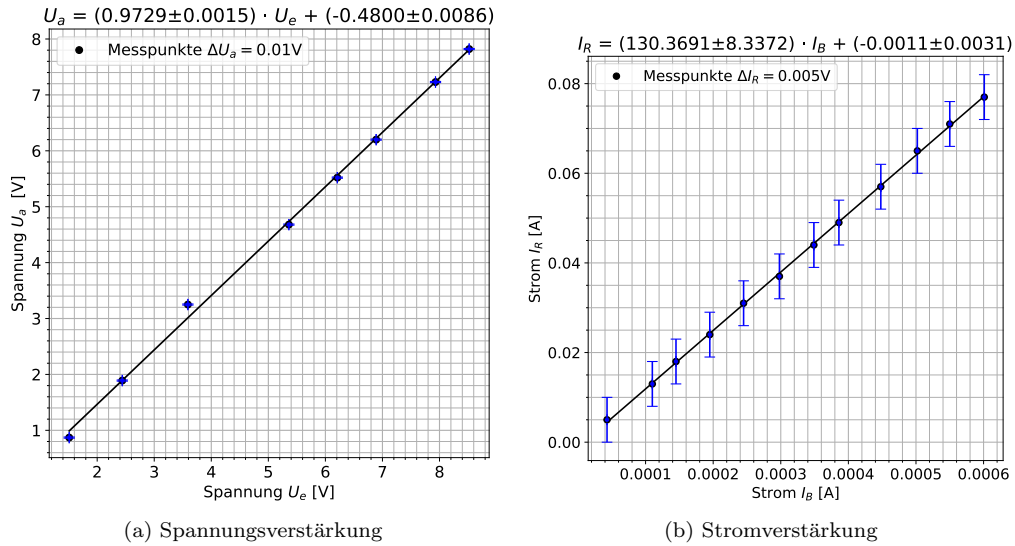 U_a = (0.9729±0.0015) · U_e + (-0.4800±0.0086)
Messpunkte ΔU_a = 0.01V
8
7
6
5
4
3
2
1
Spannung U_a [V]
2 3 4 5 6 7 8
Spannung U_e [V]
(a) Spannungsverstärkung
I_R = (130.3691±8.3372) · I_B + (-0.0011±0.0031)
Messpunkte ΔI_R = 0.005V
0.08
0.06
0.04
0.02
0.00
Strom I_R [A]
0.0001 0.0002 0.0003 0.0004 0.0005 0.0006
Strom I_B [A]
(b) Stromverstärkung